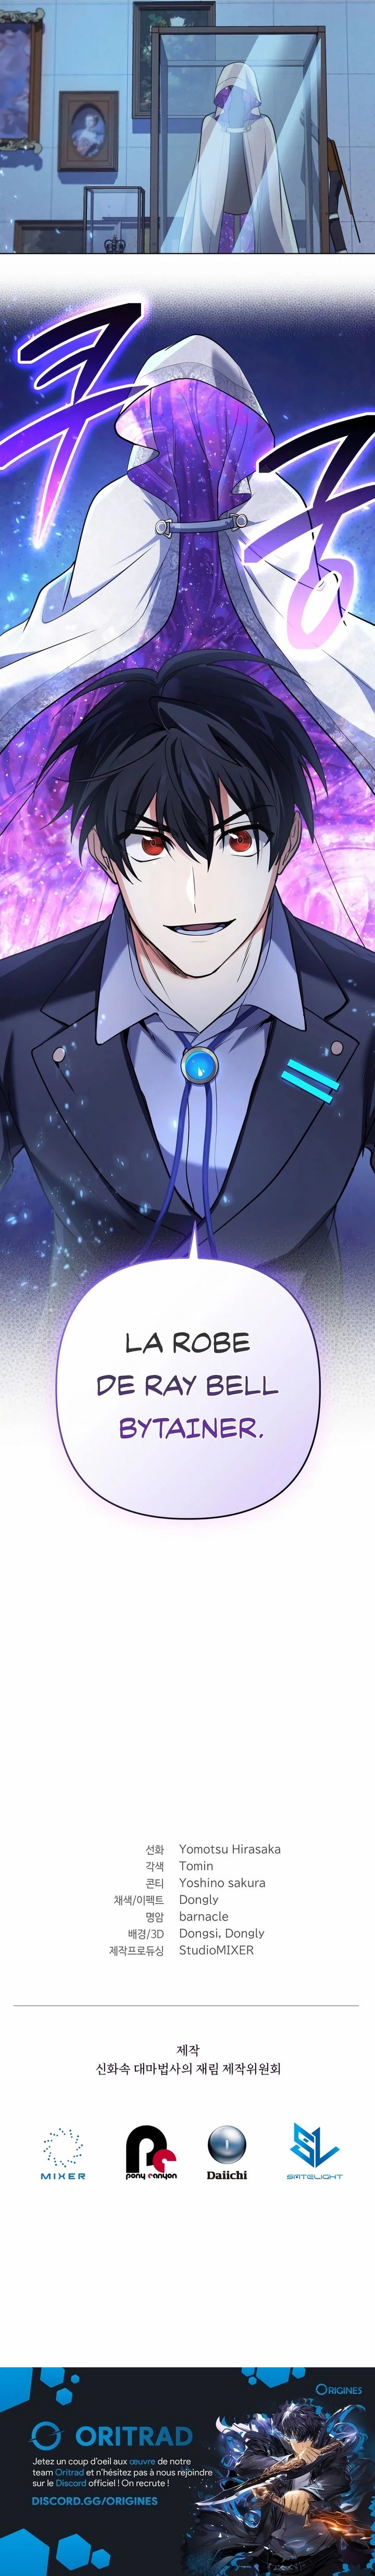 쿠
구
LA ROBE
DE RAY BELL
BYTAINER.
선화 Yomotsu Hirasaka
각색 Tomin
콘티 Yoshino sakura
채색/이펙트 Dongly
명암 barnacle
배경/3D Dongsi, Dongly
제작프로듀싱 StudioMIXER
제작
신화속 대마법사의 재림 제작위원회
MIXER
pony canyon
Daiichi
SATELIGHT
ORIGINES
ORITRAD
Jetez un coup d'oeil aux œuvre de notre
team Oritrad et n'hésitez pas à nous rejoindre
sur le Discord officiel ! On recrute !
DISCORD.GG/ORIGINES